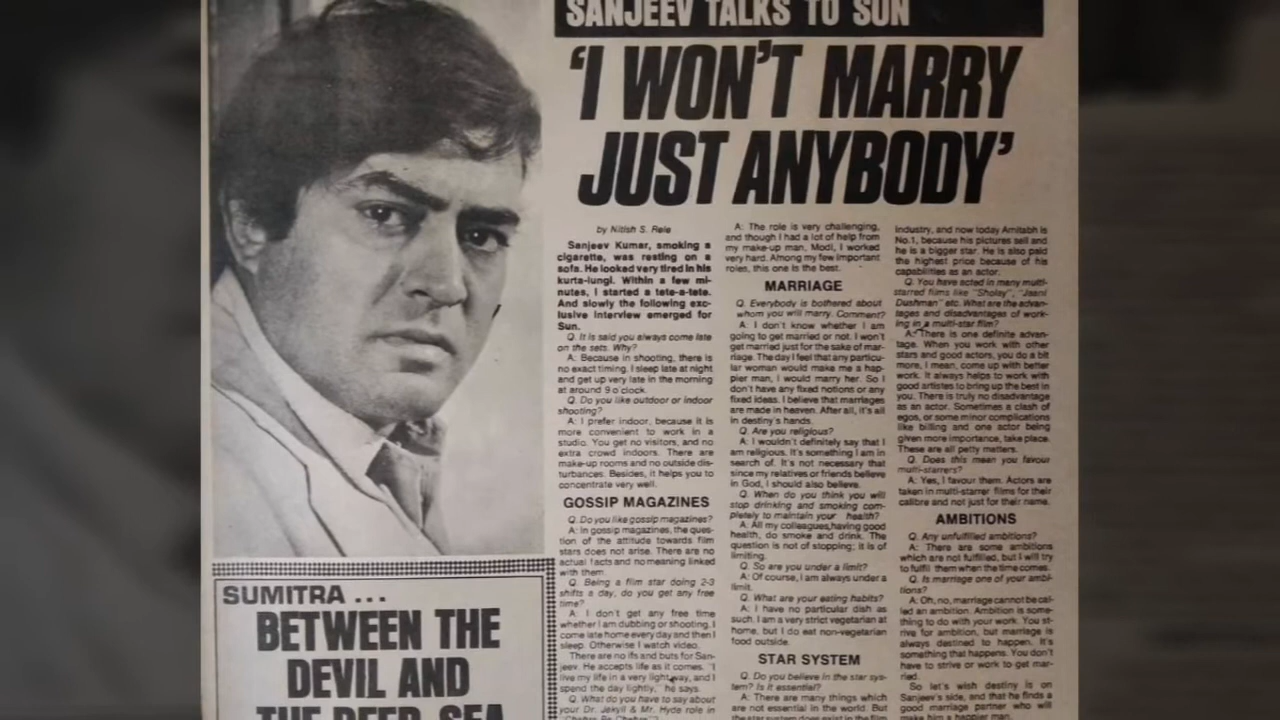 SANJEEV TALKS TO SUN
'I WON'T MARRY
JUST ANYBODY'
by Nitish S. Rele
Sanjeev Kumar, smoking a
cigarette, was resting on a
sofa. He looked very tired in his
kurta-lungi. Within a few mi-
nutes, I started a tete-a-tete.
And slowly the following exc-
lusive interview emerged for
Sun.
Q. It is said you always come late
on the sets. Why?
A: Because in shooting, there is
no exact timing. I sleep late at night
and get up very late in the morning
at around 9 o'clock.
Q. Do you like outdoor or indoor
shooting?
A: I prefer indoor, because it is
more convenient to work in a
studio. You get no visitors, and no
extra crowd indoors. There are
make-up rooms and no outside dis-
turbances. Besides, it helps you to
concentrate very well.
GOSSIP MAGAZINES
Q. Do you like gossip magazines?
A: In gossip magazines, the ques-
tion of the attitude towards film
stars does not arise. There are no
actual facts and no meaning linked
with them.
Q. Being a film star doing 2-3
shifts a day, do you get any free
time?
A: I don't get any free time
whether I am dubbing or shooting. I
come late home every day and then I
sleep. Otherwise I watch video.
There are no ifs and buts for San-
jeev. He accepts life as it comes. "I
live my life in a very light way, and I
spend the day lightly," he says.
Q. What do you have to say about
your Dr. Jekyll & Mr. Hyde role in
"Chehre Pe Chehra"?
A: The role is very challenging,
and though I had a lot of help from
my make-up man, Modi, I worked
very hard. Among my few important
roles, this one is the best.
MARRIAGE
Q. Everybody is bothered about
whom you will marry. Comment?
A: I don't know whether I am
going to get married or not. I won't
get married just for the sake of mar-
riage. The day I feel that any particu-
lar woman would make me a hap-
pier man, I would marry her. So I
don't have any fixed notions or any
fixed ideas. I believe that marriages
are made in heaven. After all, it's all
in destiny's hands.
Q. Are you religious?
A: I wouldn't definitely say that I
am religious. It's something I am in
search of. It's not necessary that
since my relatives or friends believe
in God, I should also believe.
Q. When do you think you will
stop drinking and smoking com-
pletely to maintain your health?
A: All my colleagues,having good
health, do smoke and drink. The
question is not of stopping; it is of
limiting.
Q. So are you under a limit?
A: Of course, I am always under a
limit.
Q. What are your eating habits?
A: I have no particular dish as
such. I am a very strict vegetarian at
home, but I do eat non-vegetarian
food outside.
STAR SYSTEM
Q. Do you believe in the star sys-
tem? Is it essential?
A: There are many things which
are not essential in the world. But
the star system does exist in the film
industry, and now today Amitabh is
No.1, because his pictures sell and
he is a bigger star. He is also paid
the highest price because of his
capabilities as an actor.
Q. You have acted in many multi-
starred films like "Sholay", "Jaani
Dushman" etc. What are the advan-
tages and disadvantages of work-
ing in a multi-star film?
A: There is one definite advan-
tage. When you work with other
stars and good actors, you do a bit
more, I mean, come up with better
work. It always helps to work with
good artistes to bring up the best in
you. There is truly no disadvantage
as an actor. Sometimes a clash of
egos, or some minor complications
like billing and one actor being
given more importance, take place.
These are all petty matters.
Q. Does this mean you favour
multi-starrers?
A: Yes, I favour them. Actors are
taken in multi-starrer films for their
calibre and not just for their name.
AMBITIONS
Q. Any unfulfilled ambitions?
A: There are some ambitions
which are not fulfilled, but I will try
to fulfil them when the time comes.
Q. Is marriage one of your ambi-
tions?
A: Oh, no, marriage cannot be cal-
led an ambition. Ambition is some-
thing to do with your work. You st-
rive for ambition, but marriage is
always destined to happen. It's
something that happens. You don't
have to strive or work to get mar-
ried.
So let's wish destiny is on
Sanjeev's side, and that he finds a
good marriage partner who will
make him a happier man.
SUMITRA ...
BETWEEN THE
DEVIL AND
THE DEEP SEA